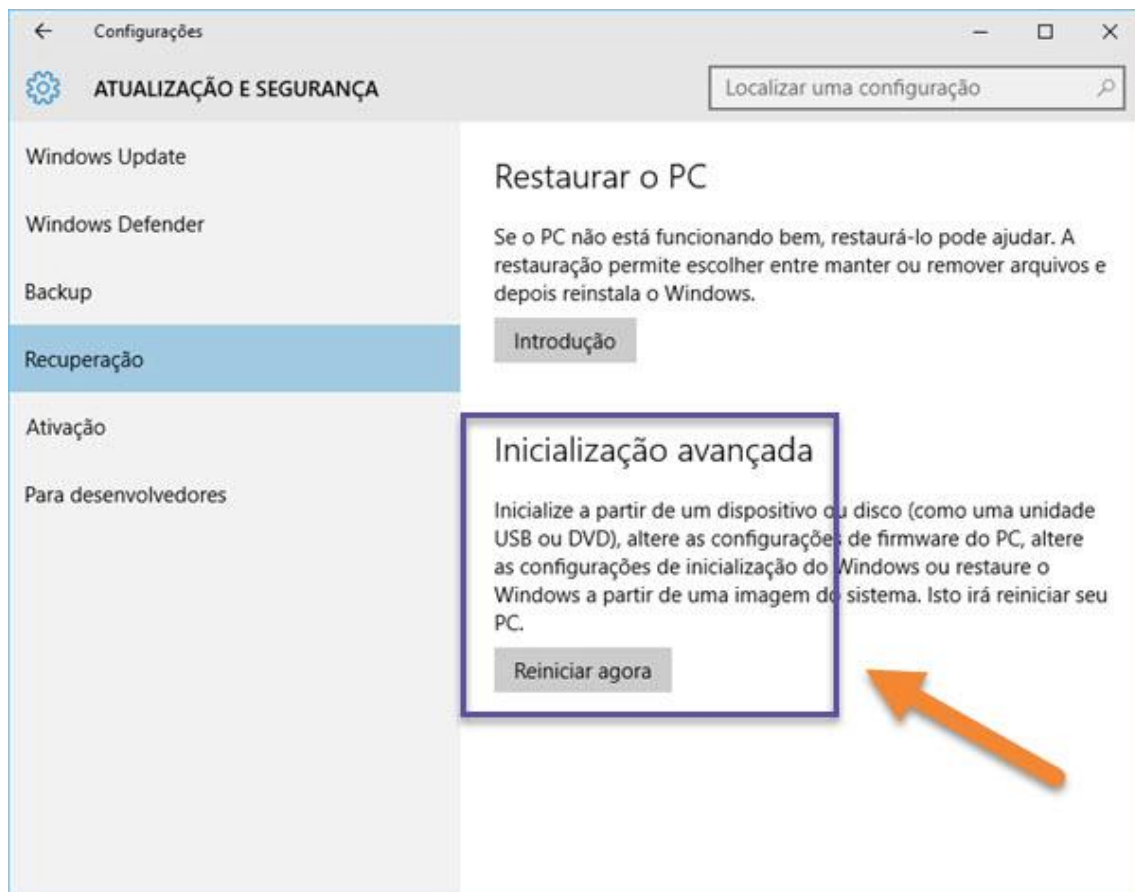 Configurações
ATUALIZAÇÃO E SEGURANÇA
Localizar uma configuração
Windows Update
Windows Defender
Backup
Recuperação
Ativação
Para desenvolvedores
Restaurar o PC
Se o PC não está funcionando bem, restaurá-lo pode ajudar. A
restauração permite escolher entre manter ou remover arquivos e
depois reinstala o Windows.
Introdução
Inicialização avançada
Inicialize a partir de um dispositivo ou disco (como uma unidade
USB ou DVD), altere as configurações de firmware do PC, altere
as configurações de inicialização do Windows ou restaure o
Windows a partir de uma imagem do sistema. Isto irá reiniciar seu
PC.
Reiniciar agora